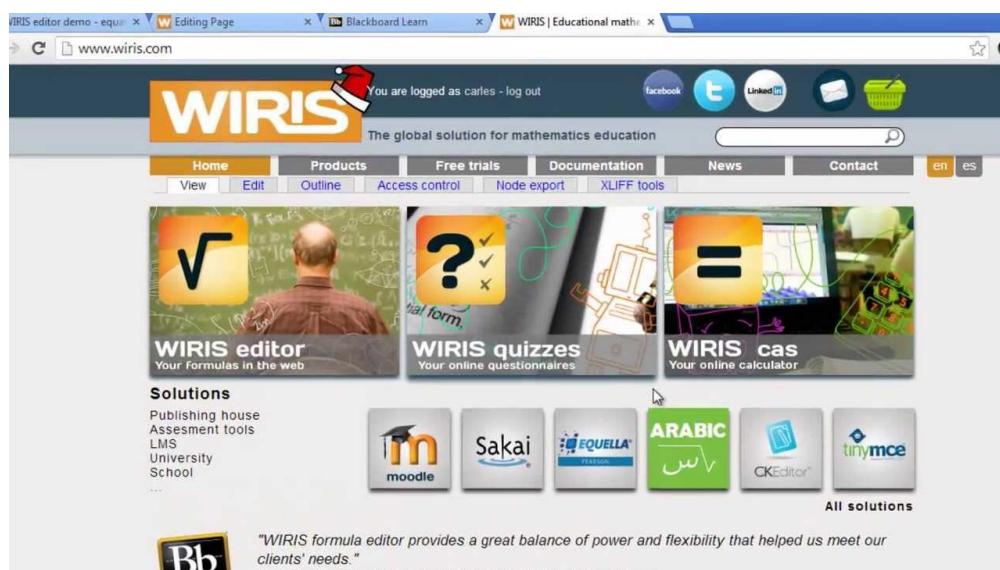 WIRIS editor demo - equa
Editing Page
Blackboard Learn
WIRIS | Educational mathe
www.wiris.com
WIRIS
You are logged as carles - log out
facebook
Linked in
The global solution for mathematics education
Home Products Free trials Documentation News Contact en es
View Edit Outline Access control Node export XLIFF tools
WIRIS editor
Your formulas in the web
WIRIS quizzes
Your online questionnaires
WIRIS cas
Your online calculator
Solutions
Publishing house
Assesment tools
LMS
University
School
...
moodle
Sakai
EQUELLA
PEARSON
ARABIC
CKEditor
tinymce
All solutions
Bb
"WIRIS formula editor provides a great balance of power and flexibility that helped us meet our
clients' needs."